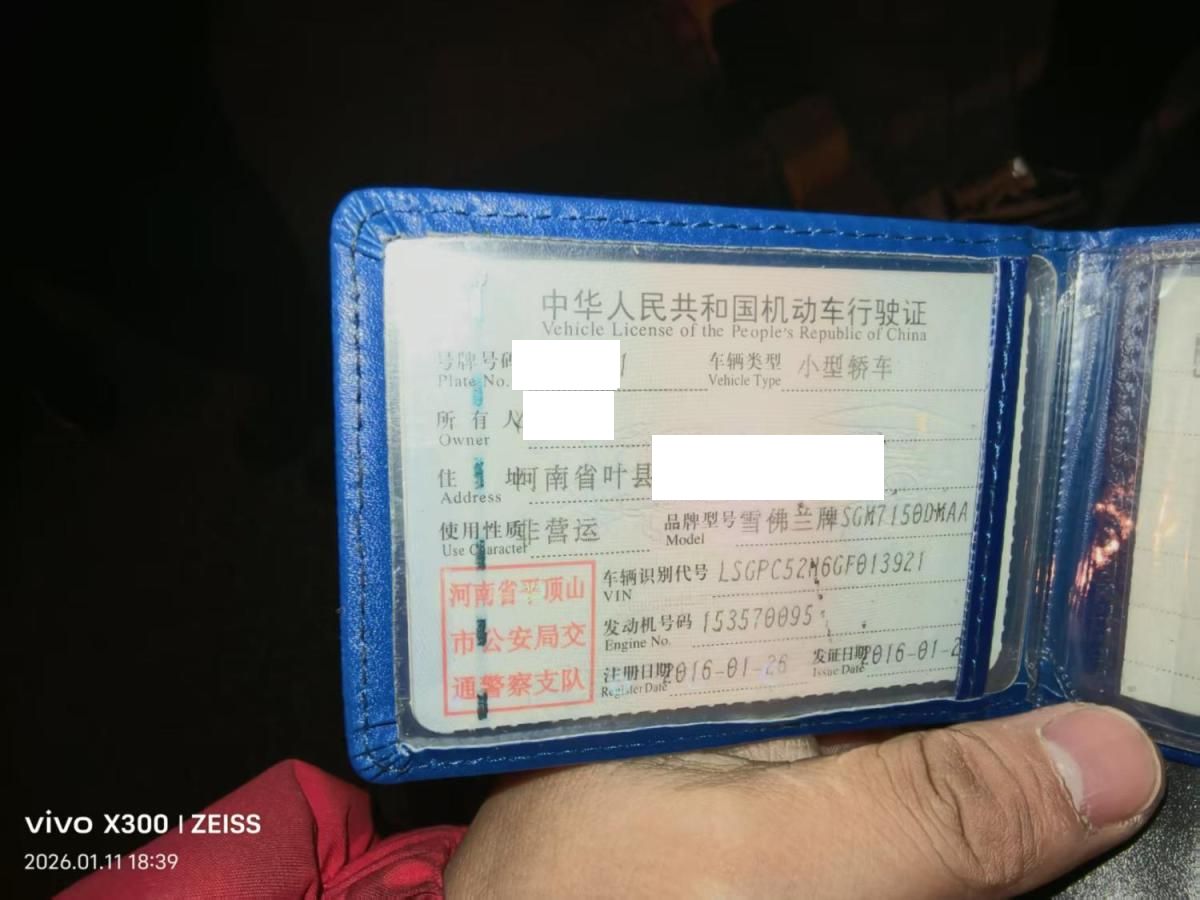 中华人民共和国机动车行驶证
Vehicle License of the People's Republic of China
号牌号码 1 车辆类型 小型轿车
Plate No. Vehicle Type
所有人
Owner
住址 河南省叶县
Address
使用性质 非营运 品牌型号 雪佛兰牌SGM7150DMAA
Use Character Model
车辆识别代号 LSGPC52H6GF013921
VIN
发动机号码 153570095
Engine No.
注册日期 2016-01-26 发证日期 2016-01-2
Register Date Issue Date
河南省平顶山
市公安局交
通警察支队
vivo X300 | ZEISS
2026.01.11 18:39